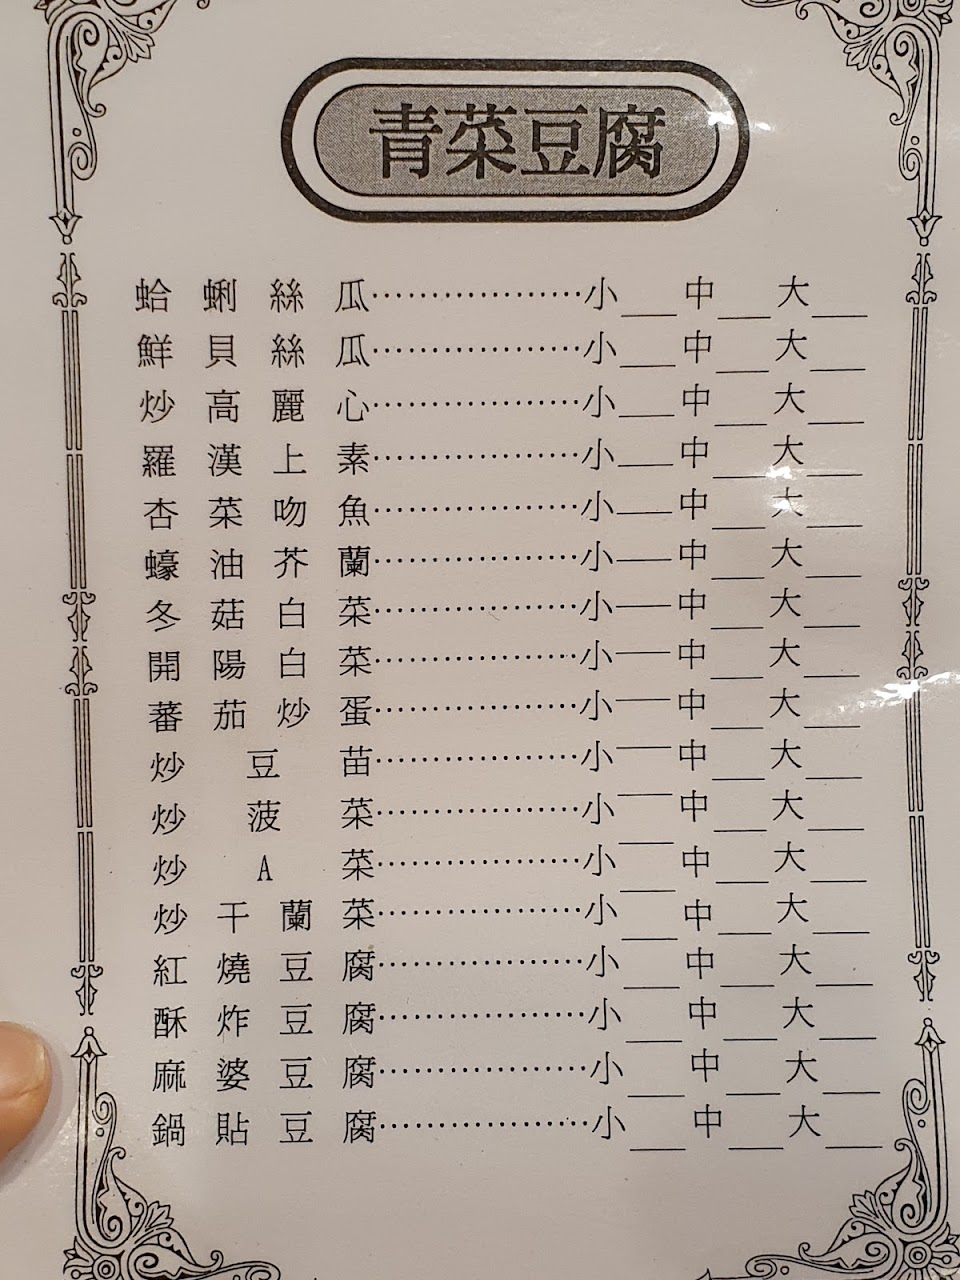 青菜豆腐
蛤蜊絲瓜………………小___中___大___
鮮貝絲瓜………………小___中___大___
炒高麗心………………小___中___大___
羅漢上素………………小___中___大___
杏菜吻魚………………小___中___大___
蠔油芥蘭………………小___中___大___
冬菇白菜………………小___中___大___
開陽白菜………………小___中___大___
蕃茄炒蛋………………小___中___大___
炒豆苗………………小___中___大___
炒菠菜………………小___中___大___
炒A菜………………小___中___大___
炒干蘭菜………………小___中___大___
紅燒豆腐………………小___中___大___
酥炸豆腐………………小___中___大___
麻婆豆腐………………小___中___大___
鍋貼豆腐………………小___中___大___